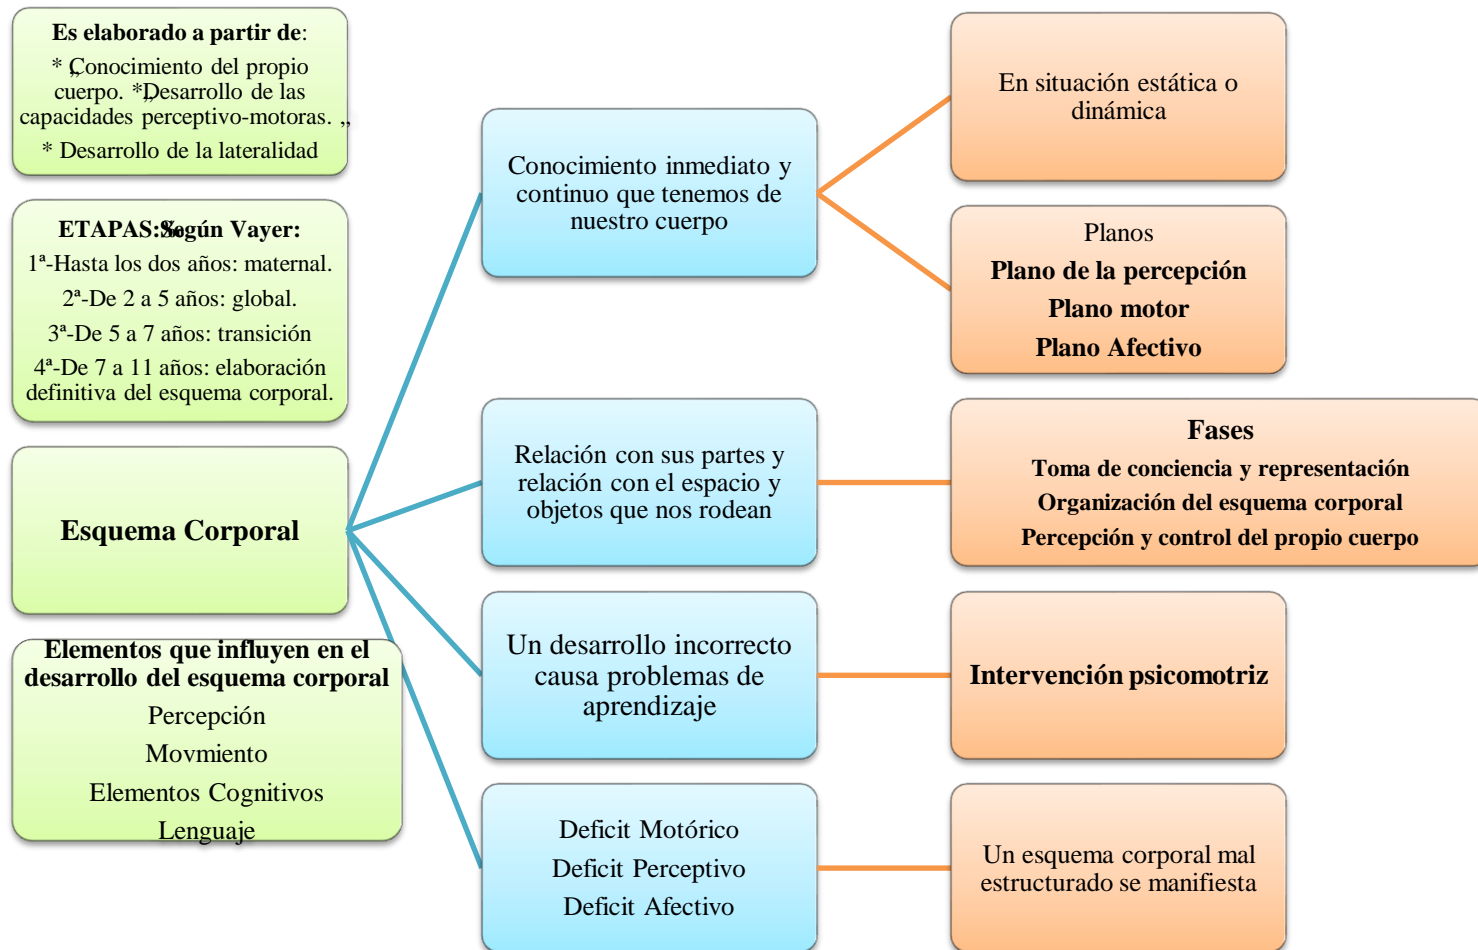 Es elaborado a partir de:
* „Conocimiento del propio
cuerpo. *„Desarrollo de las
capacidades perceptivo-motoras. „
* Desarrollo de la lateralidad
ETAPAS: Según Vayer:
1ª-Hasta los dos años: maternal.
2ª-De 2 a 5 años: global.
3ª-De 5 a 7 años: transición
4ª-De 7 a 11 años: elaboración
definitiva del esquema corporal.
Esquema Corporal
Elementos que influyen en el
desarrollo del esquema corporal
Percepción
Movmiento
Elementos Cognitivos
Lenguaje
Conocimiento inmediato y
continuo que tenemos de
nuestro cuerpo
En situación estática o
dinámica
Planos
Plano de la percepción
Plano motor
Plano Afectivo
Relación con sus partes y
relación con el espacio y
objetos que nos rodean
Fases
Toma de conciencia y representación
Organización del esquema corporal
Percepción y control del propio cuerpo
Un desarrollo incorrecto
causa problemas de
aprendizaje
Intervención psicomotriz
Deficit Motórico
Deficit Perceptivo
Deficit Afectivo
Un esquema corporal mal
estructurado se manifiesta